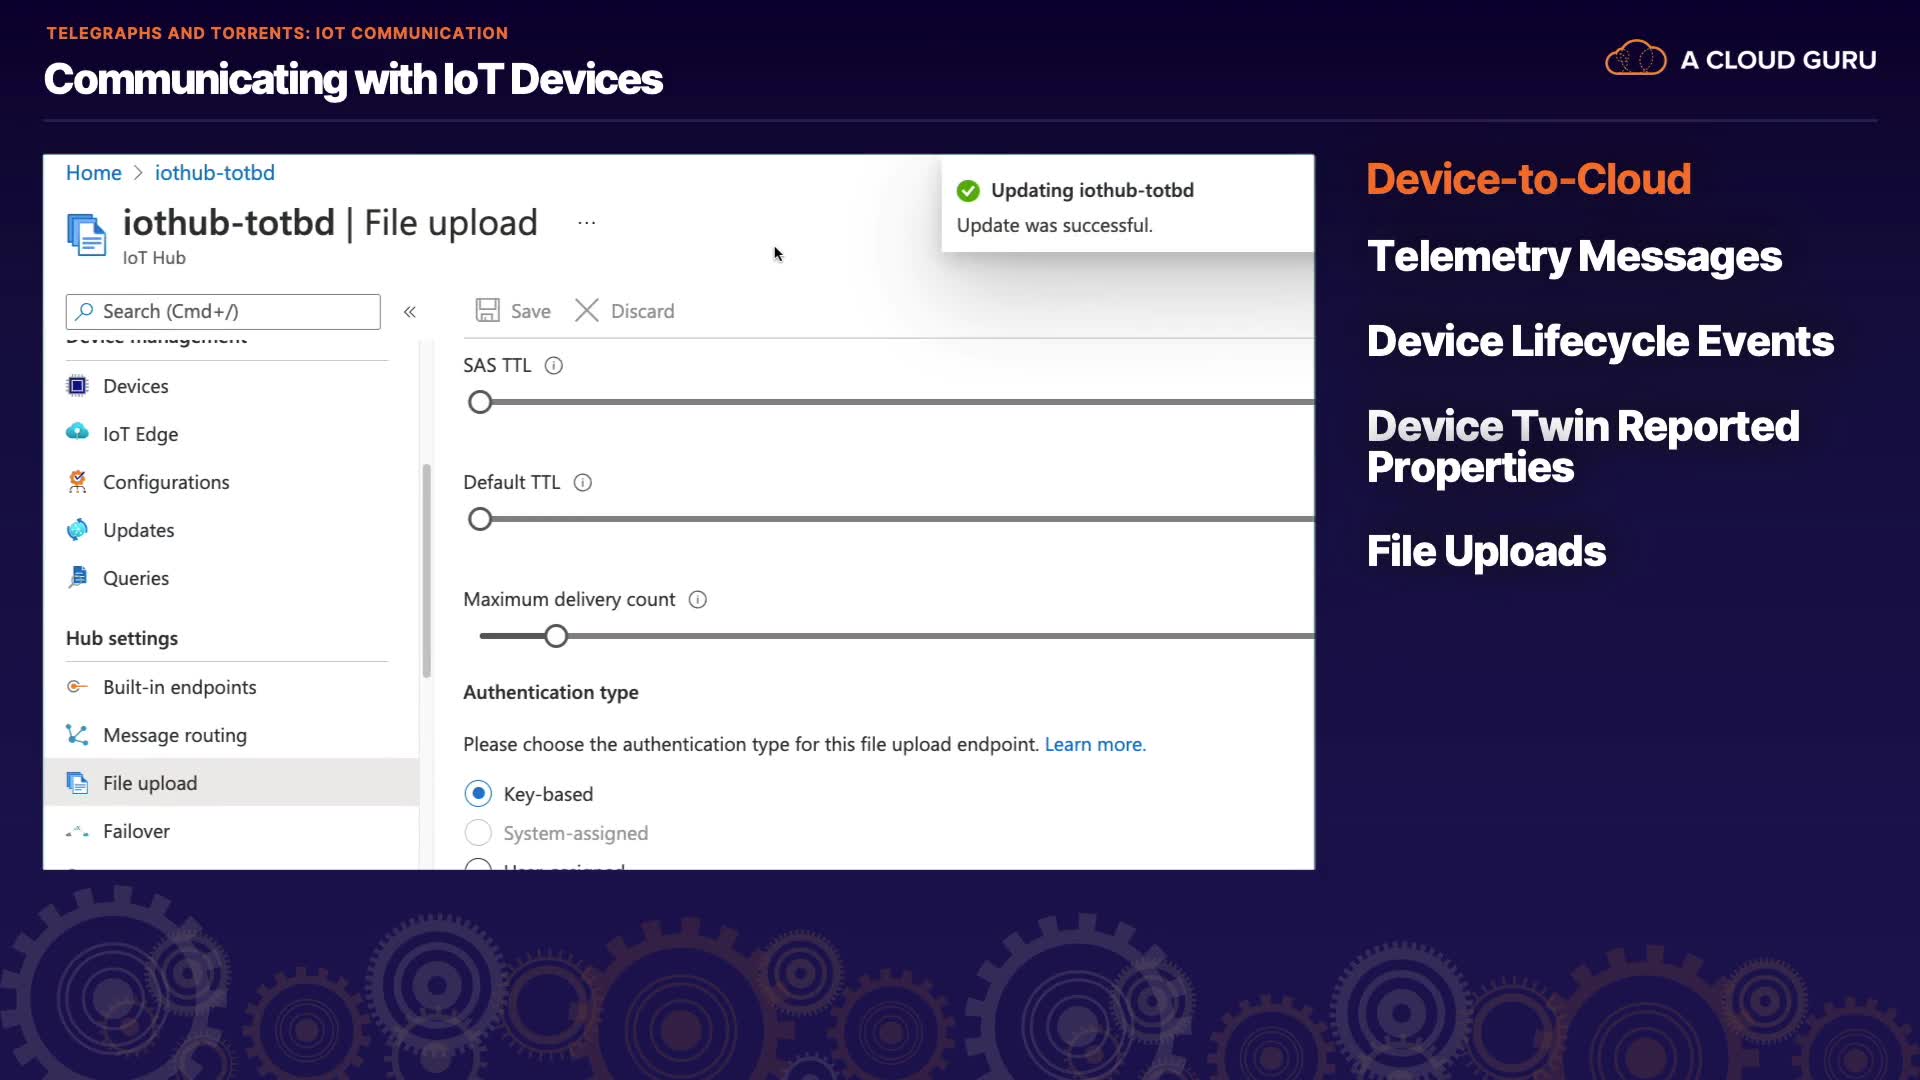 TELEGRAPHS AND TORRENTS: IOT COMMUNICATION
Communicating with IoT Devices
A CLOUD GURU
Home > iothub-totbd
iothub-totbd | File upload ...
IoT Hub
Updating iothub-totbd
Update was successful.
Search (Cmd+/)
«
Save
Discard
Device management
Devices
IoT Edge
Configurations
Updates
Queries
Hub settings
Built-in endpoints
Message routing
File upload
Failover
SAS TTL
Default TTL
Maximum delivery count
Authentication type
Please choose the authentication type for this file upload endpoint. Learn more.
Key-based
System-assigned
User-assigned
Device-to-Cloud
Telemetry Messages
Device Lifecycle Events
Device Twin Reported
Properties
File Uploads